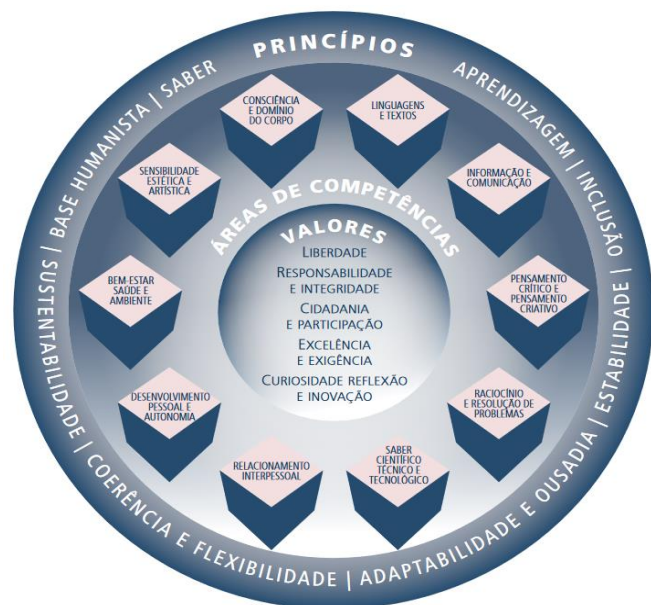 PRINCÍPIOS
APRENDIZAGEM | INCLUSÃO | ESTABILIDADE | ADAPTABILIDADE E OUSADIA | COERÊNCIA E FLEXIBILIDADE | SUSTENTABILIDADE | BASE HUMANISTA | SABER
ÁREAS DE COMPETÊNCIAS
LINGUAGENS
E TEXTOS
INFORMAÇÃO E
COMUNICAÇÃO
PENSAMENTO
CRÍTICO E
PENSAMENTO
CRIATIVO
RACIOCÍNIO
E RESOLUÇÃO DE
PROBLEMAS
SABER
CIENTÍFICO
TÉCNICO E
TECNOLÓGICO
RELACIONAMENTO
INTERPESSOAL
DESENVOLVIMENTO
PESSOAL E
AUTONOMIA
BEM-ESTAR
SAÚDE E
AMBIENTE
SENSIBILIDADE
ESTÉTICA E
ARTÍSTICA
CONSCIÊNCIA
E DOMÍNIO
DO CORPO
VALORES
LIBERDADE
RESPONSABILIDADE
E INTEGRIDADE
CIDADANIA
E PARTICIPAÇÃO
EXCELÊNCIA
E EXIGÊNCIA
CURIOSIDADE REFLEXÃO
E INOVAÇÃO